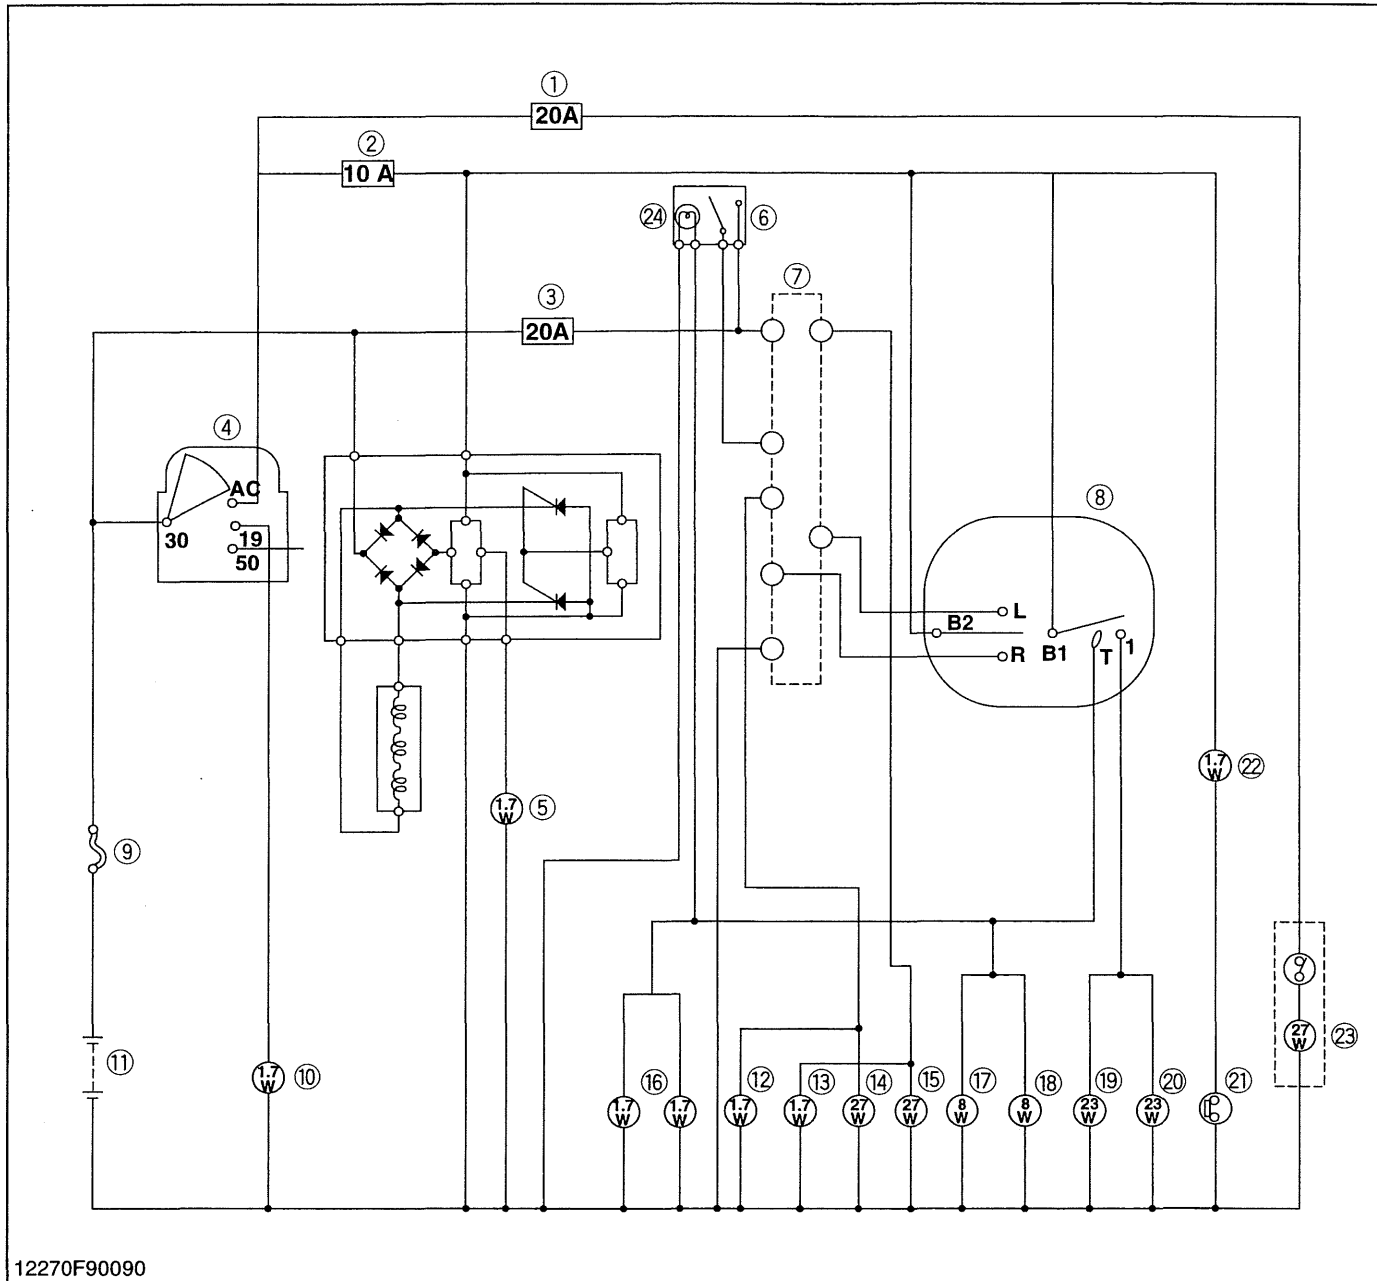 ①
20A
②
10 A
㉔
⑥
⑦
③
20A
④
AC
30
19
50
⑧
L
B2
R
B1
T
1
1.7
W
㉒
1.7
W
⑤
⑨
27
W
㉓
⑪
1.7
W
⑩
⑯
⑫
⑬
⑭
⑮
⑰
⑱
⑲
⑳
㉑
1.7
W
1.7
W
1.7
W
1.7
W
27
W
27
W
8
W
8
W
23
W
23
W
12270F90090